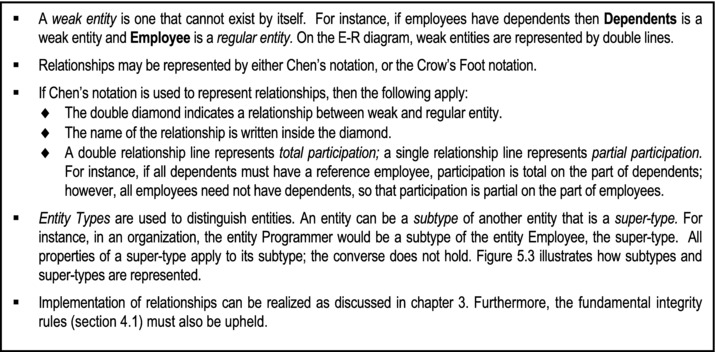 ▪ A weak entity is one that cannot exist by itself. For instance, if employees have dependents then Dependents is a
weak entity and Employee is a regular entity. On the E-R diagram, weak entities are represented by double lines.
▪ Relationships may be represented by either Chen's notation, or the Crow's Foot notation.
▪ If Chen's notation is used to represent relationships, then the following apply:
♦ The double diamond indicates a relationship between weak and regular entity.
♦ The name of the relationship is written inside the diamond.
♦ A double relationship line represents total participation; a single relationship line represents partial participation.
For instance, if all dependents must have a reference employee, participation is total on the part of dependents;
however, all employees need not have dependents, so that participation is partial on the part of employees.
▪ Entity Types are used to distinguish entities. An entity can be a subtype of another entity that is a super-type. For
instance, in an organization, the entity Programmer would be a subtype of the entity Employee, the super-type. All
properties of a super-type apply to its subtype; the converse does not hold. Figure 5.3 illustrates how subtypes and
super-types are represented.
▪ Implementation of relationships can be realized as discussed in chapter 3. Furthermore, the fundamental integrity
rules (section 4.1) must also be upheld.